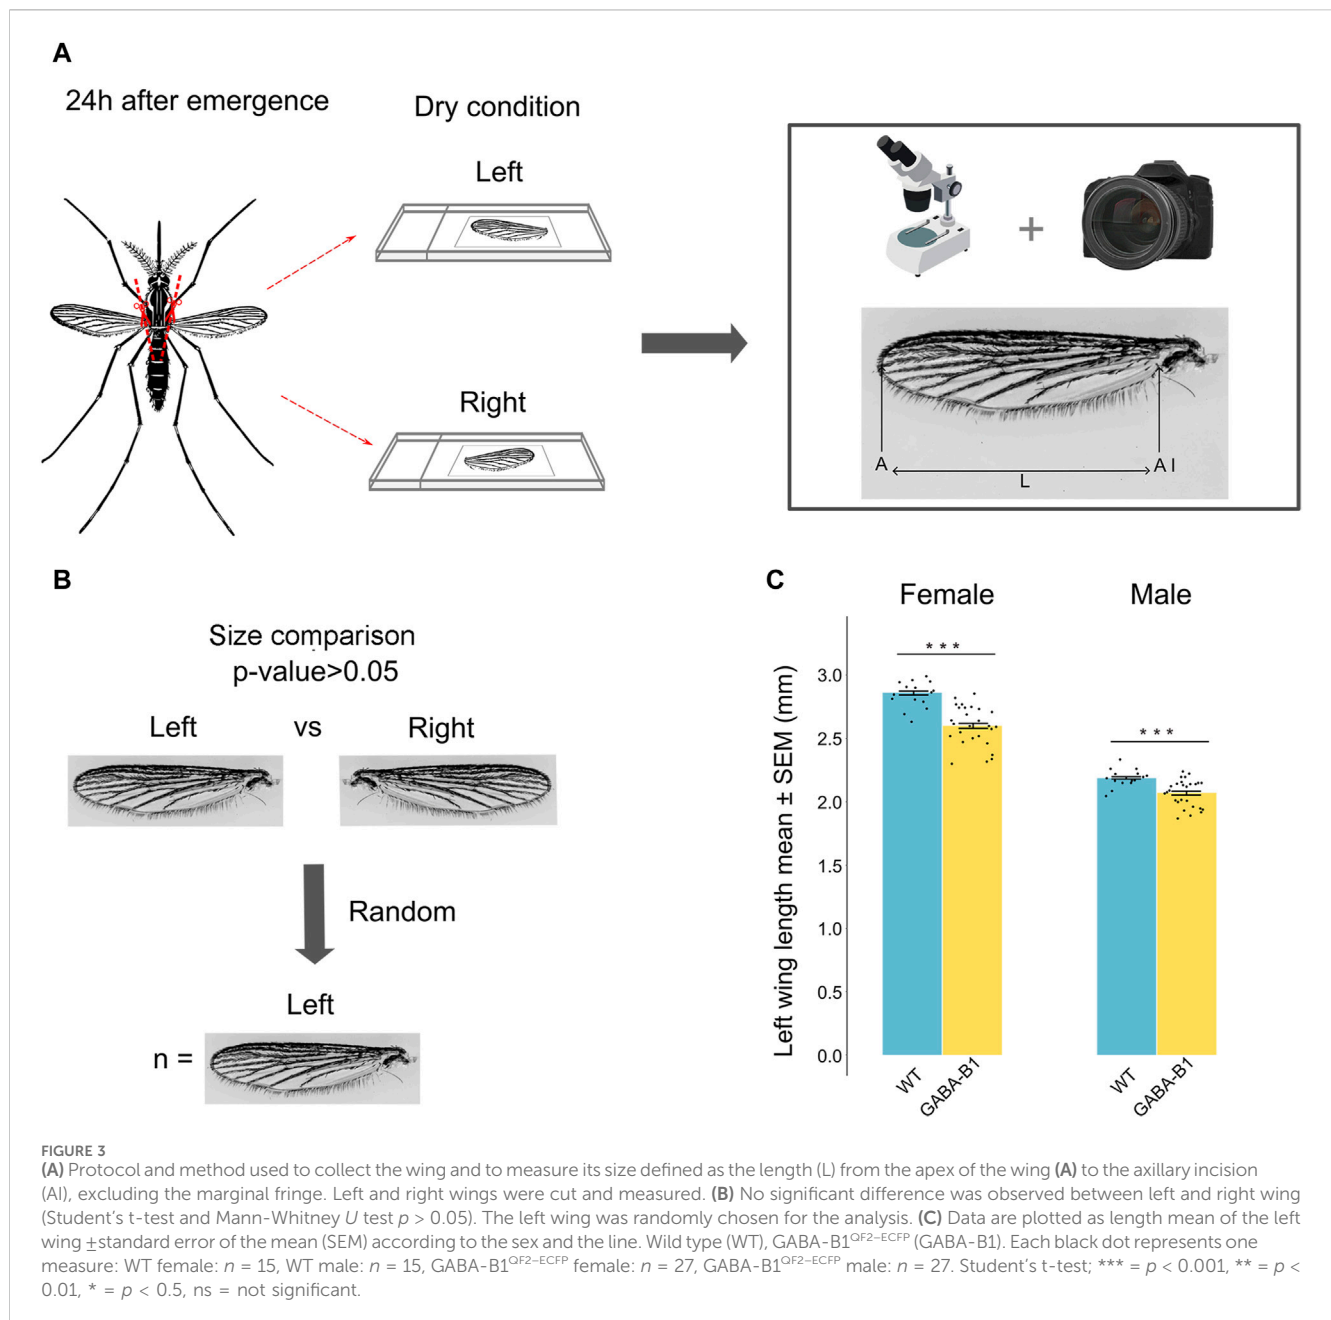 A
24h after emergence
Dry condition
Left
Right
+
A
L
A I
B
Size comparison
p-value>0.05
Left vs Right
Random
Left
n =
C
Female Male
Left wing length mean ± SEM (mm)
3.0
2.5
2.0
1.5
1.0
0.5
0.0
***
***
WT
GABA-B1
WT
GABA-B1
FIGURE 3
(A) Protocol and method used to collect the wing and to measure its size defined as the length (L) from the apex of the wing (A) to the axillary incision
(AI), excluding the marginal fringe. Left and right wings were cut and measured. (B) No significant difference was observed between left and right wing
(Student's t-test and Mann-Whitney U test p > 0.05). The left wing was randomly chosen for the analysis. (C) Data are plotted as length mean of the left
wing ±standard error of the mean (SEM) according to the sex and the line. Wild type (WT), GABA-B1QF2–ECFP (GABA-B1). Each black dot represents one
measure: WT female: n = 15, WT male: n = 15, GABA-B1QF2–ECFP female: n = 27, GABA-B1QF2–ECFP male: n = 27. Student's t-test; *** = p < 0.001, ** = p <
0.01, * = p < 0.5, ns = not significant.